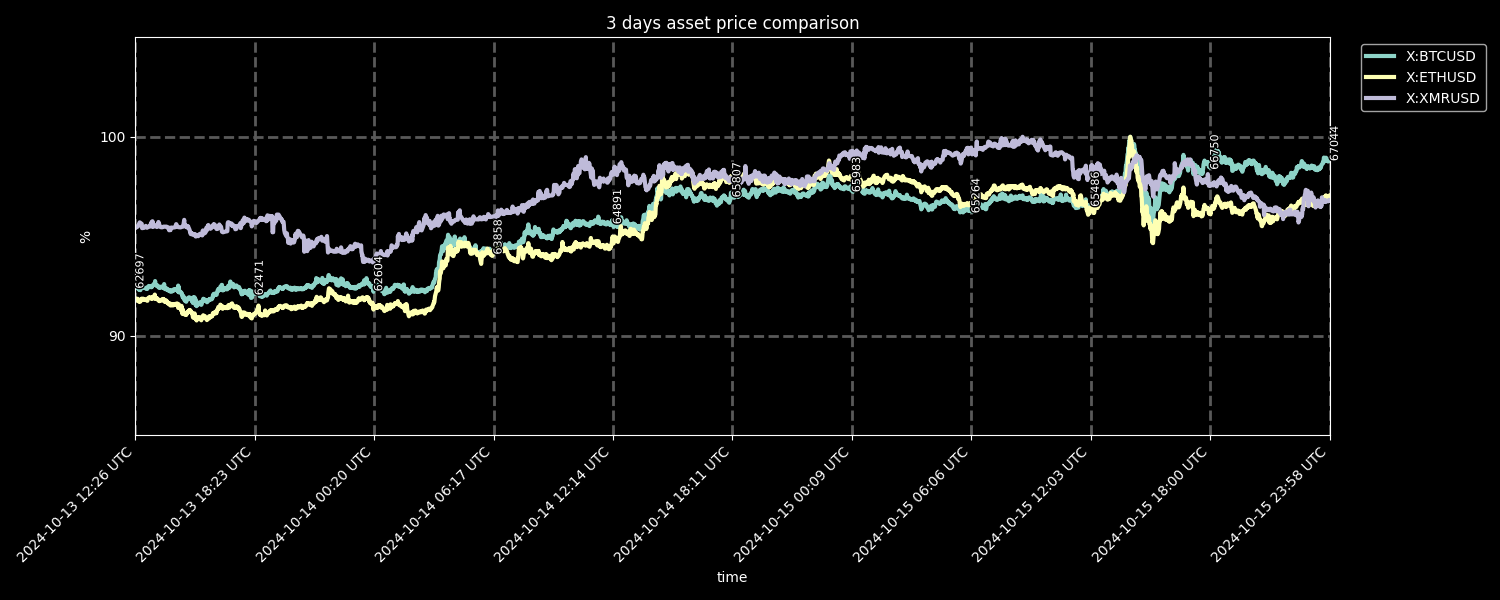 3 days asset price comparison
X:BTCUSD
X:ETHUSD
X:XMRUSD
100
90
%
62697
62471
62604
63858
64891
65807
65983
65264
65486
66750
67044
2024-10-13 12:26 UTC
2024-10-13 18:23 UTC
2024-10-14 00:20 UTC
2024-10-14 06:17 UTC
2024-10-14 12:14 UTC
2024-10-14 18:11 UTC
2024-10-15 00:09 UTC
2024-10-15 06:06 UTC
2024-10-15 12:03 UTC
2024-10-15 18:00 UTC
2024-10-15 23:58 UTC
time